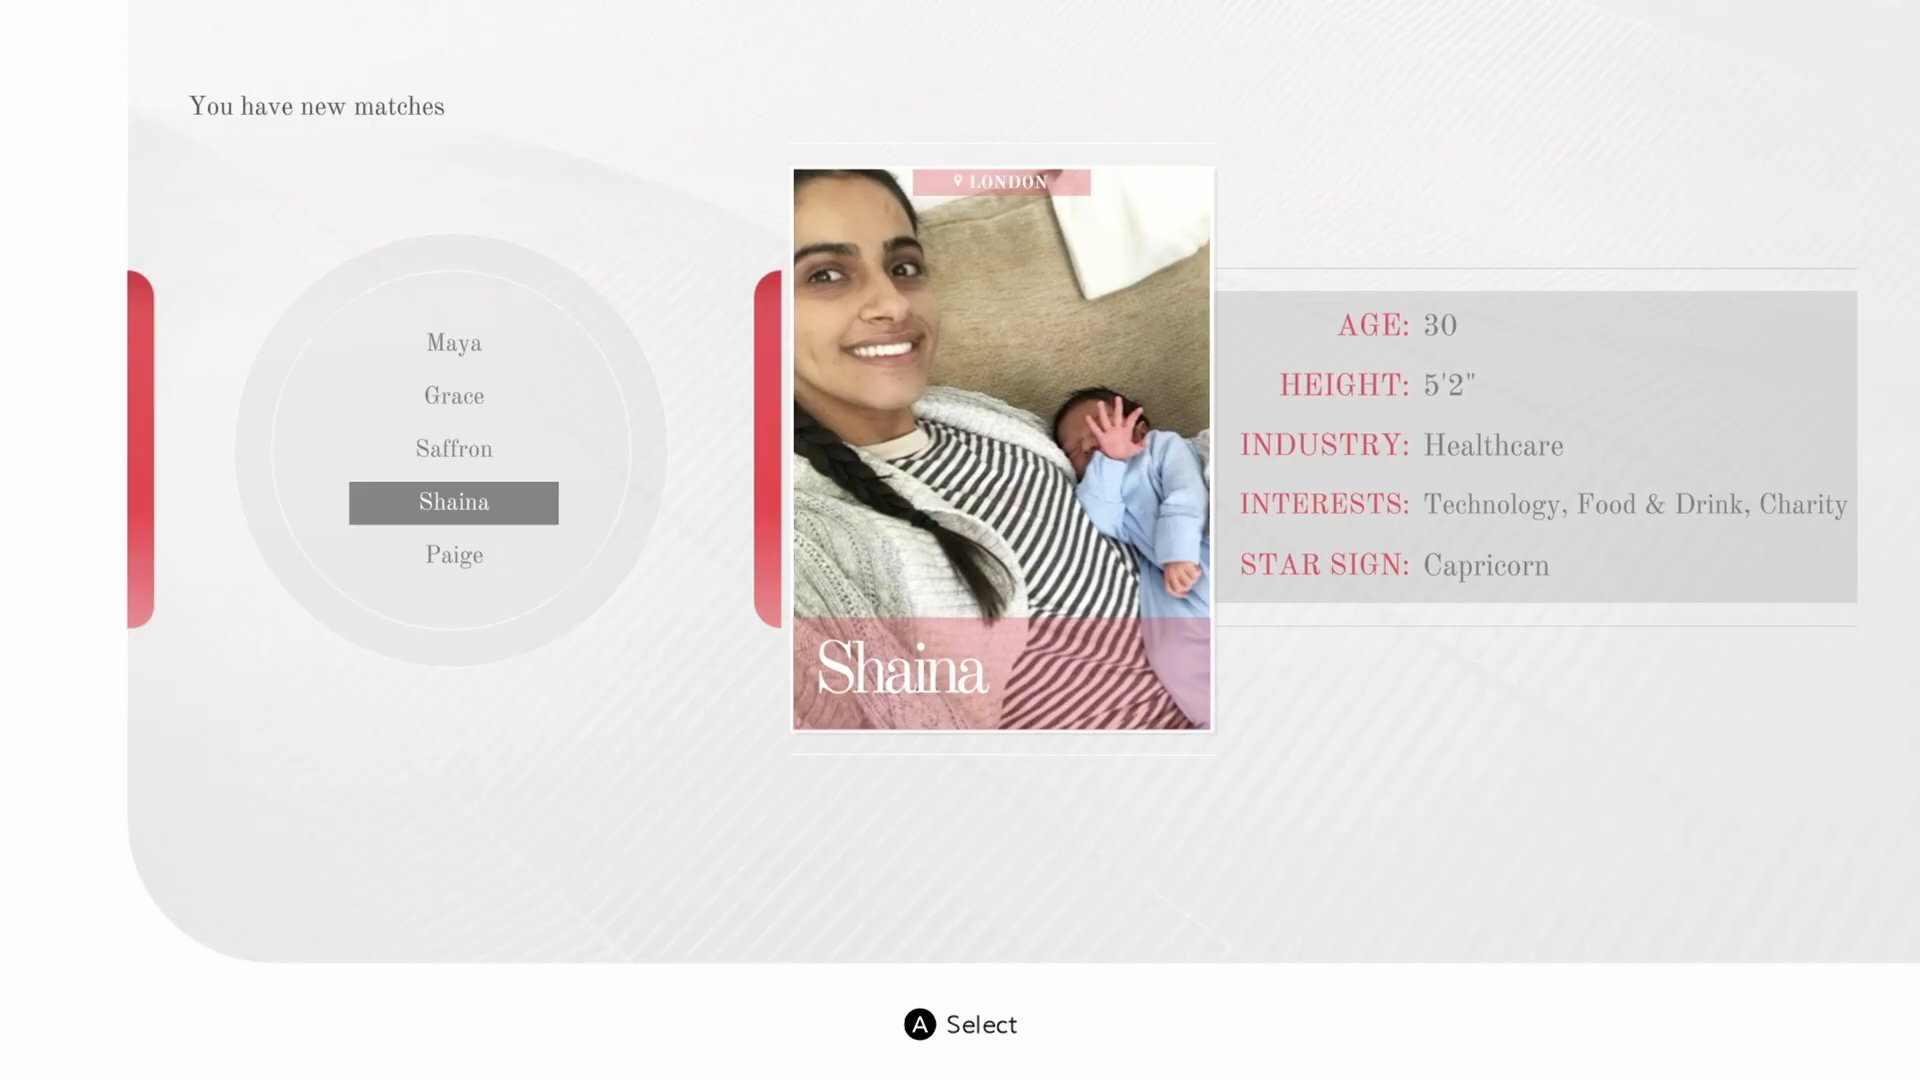 You have new matches
Maya
Grace
Saffron
Shaina
Paige
LONDON
Shaina
AGE: 30
HEIGHT: 5'2"
INDUSTRY: Healthcare
INTERESTS: Technology, Food & Drink, Charity
STAR SIGN: Capricorn
A Select